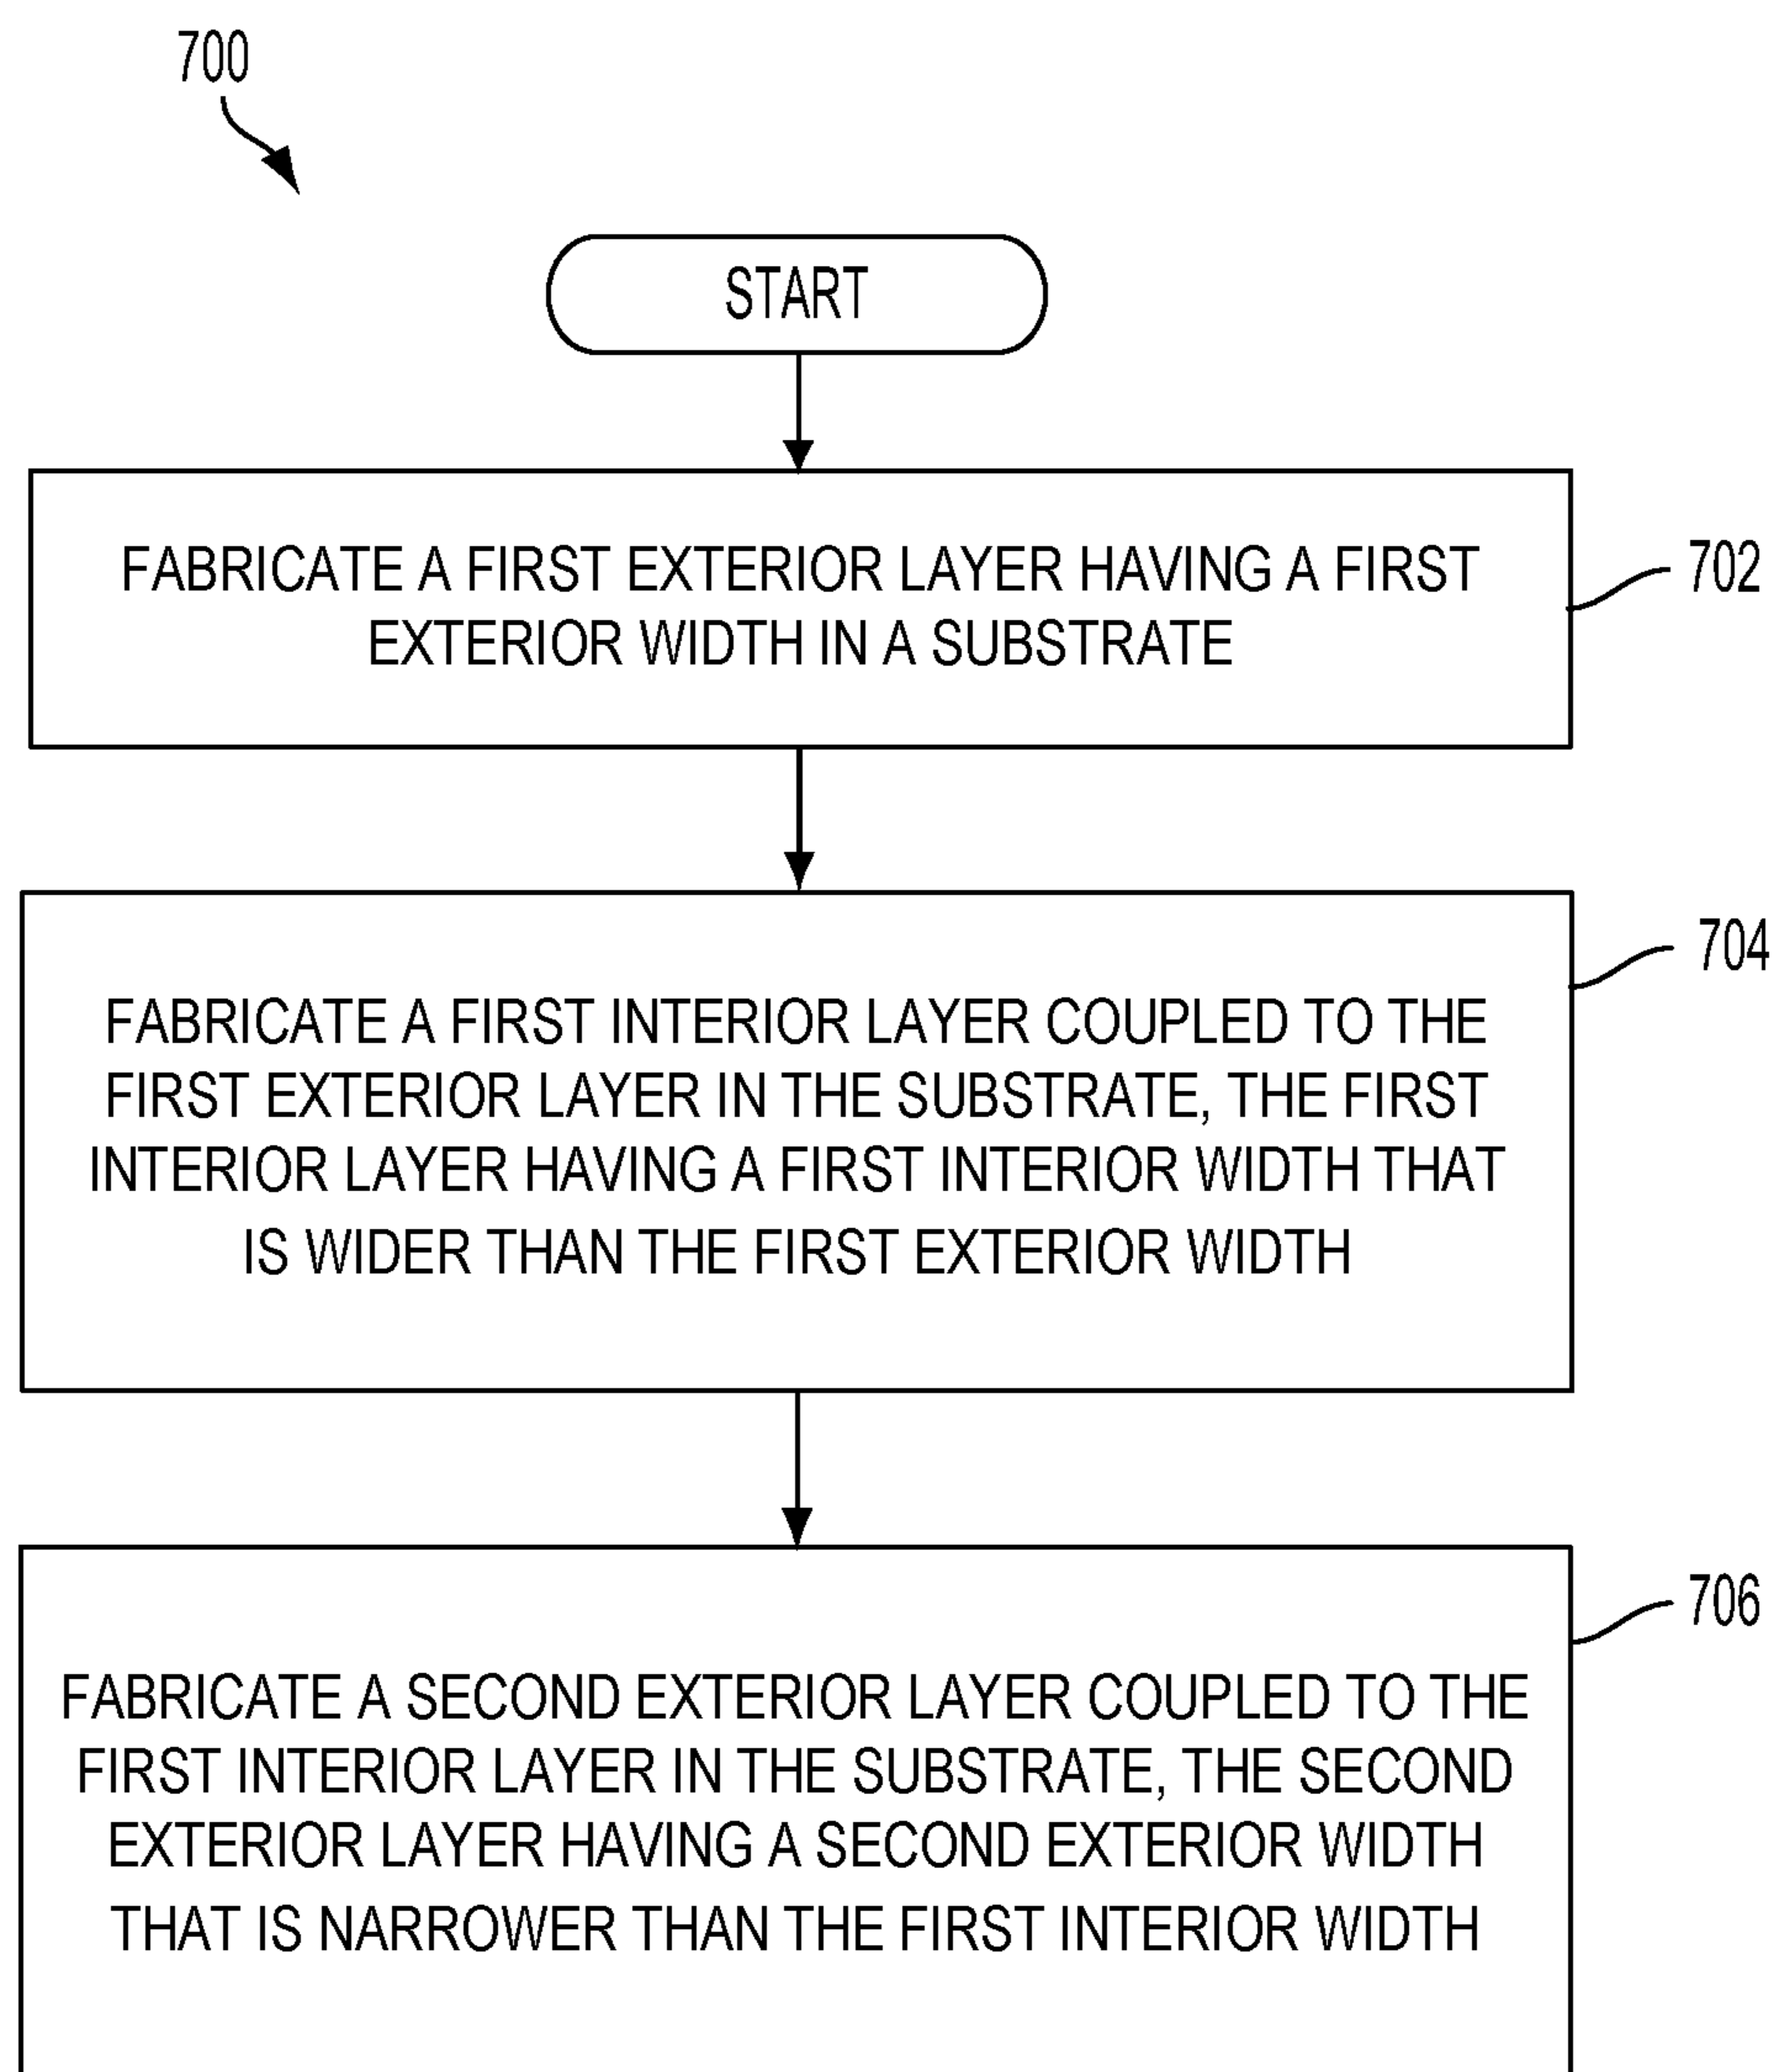 700
START
FABRICATE A FIRST EXTERIOR LAYER HAVING A FIRST
EXTERIOR WIDTH IN A SUBSTRATE
702
FABRICATE A FIRST INTERIOR LAYER COUPLED TO THE
FIRST EXTERIOR LAYER IN THE SUBSTRATE, THE FIRST
INTERIOR LAYER HAVING A FIRST INTERIOR WIDTH THAT
IS WIDER THAN THE FIRST EXTERIOR WIDTH
704
FABRICATE A SECOND EXTERIOR LAYER COUPLED TO THE
FIRST INTERIOR LAYER IN THE SUBSTRATE, THE SECOND
EXTERIOR LAYER HAVING A SECOND EXTERIOR WIDTH
THAT IS NARROWER THAN THE FIRST INTERIOR WIDTH
706